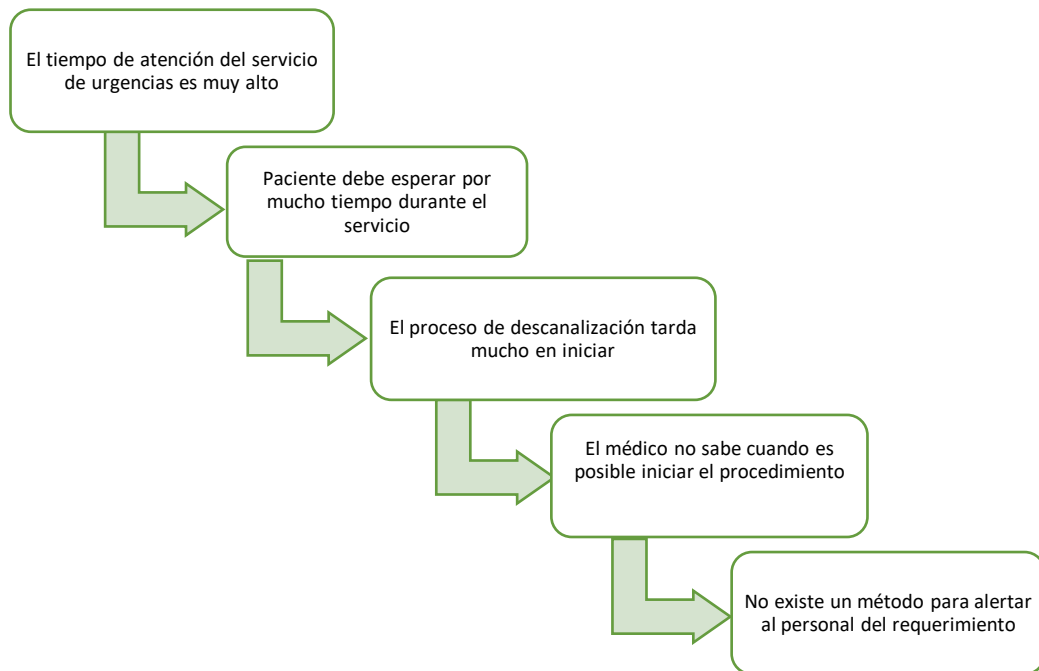 El tiempo de atención del servicio
de urgencias es muy alto
Paciente debe esperar por
mucho tiempo durante el
servicio
El proceso de descanalización tarda
mucho en iniciar
El médico no sabe cuando es
posible iniciar el procedimiento
No existe un método para alertar
al personal del requerimiento